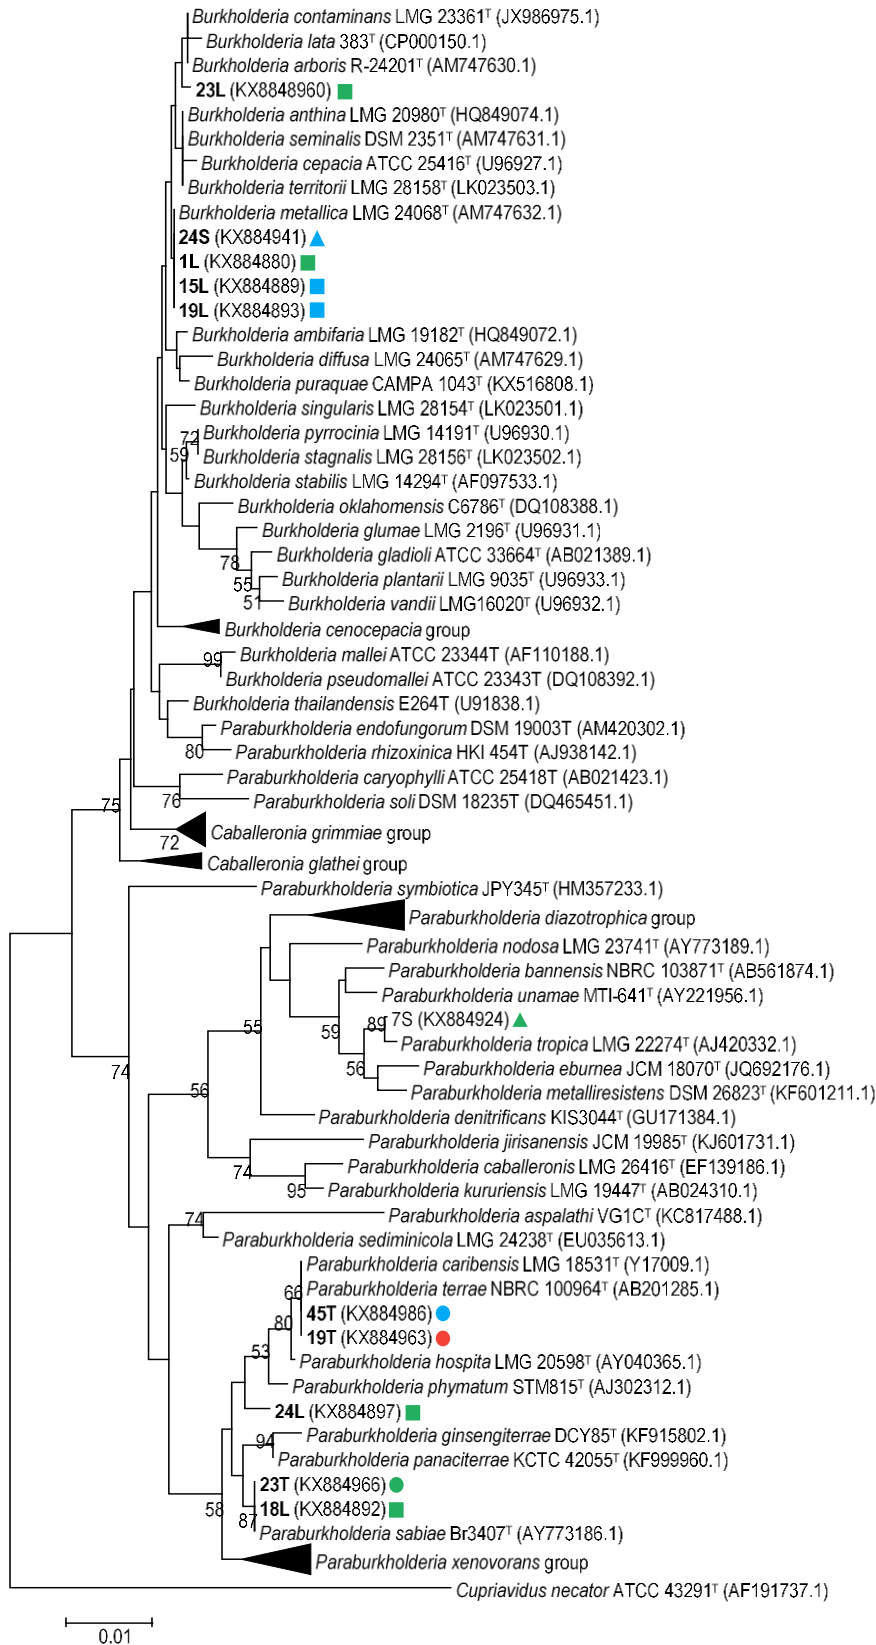 Burkholderia contaminans LMG 23361ᵀ (JX986975.1)
Burkholderia lata 383ᵀ (CP000150.1)
Burkholderia arboris R-24201ᵀ (AM747630.1)
23L (KX8848960)
Burkholderia anthina LMG 20980ᵀ (HQ849074.1)
Burkholderia seminalis DSM 2351ᵀ (AM747631.1)
Burkholderia cepacia ATCC 25416ᵀ (U96927.1)
Burkholderia territorii LMG 28158ᵀ (LK023503.1)
Burkholderia metallica LMG 24068ᵀ (AM747632.1)
24S (KX884941)
1L (KX884880)
15L (KX884889)
19L (KX884893)
Burkholderia ambifaria LMG 19182ᵀ (HQ849072.1)
Burkholderia diffusa LMG 24065ᵀ (AM747629.1)
Burkholderia puraquae CAMPA 1043ᵀ (KX516808.1)
Burkholderia singularis LMG 28154ᵀ (LK023501.1)
72 Burkholderia pyrrocinia LMG 14191ᵀ (U96930.1)
59 Burkholderia stagnalis LMG 28156ᵀ (LK023502.1)
Burkholderia stabilis LMG 14294ᵀ (AF097533.1)
Burkholderia oklahomensis C6786ᵀ (DQ108388.1)
Burkholderia glumae LMG 2196ᵀ (U96931.1)
78 Burkholderia gladioli ATCC 33664ᵀ (AB021389.1)
55 Burkholderia plantarii LMG 9035ᵀ (U96933.1)
51 Burkholderia vandii LMG16020ᵀ (U96932.1)
Burkholderia cenocepacia group
99 Burkholderia mallei ATCC 23344T (AF110188.1)
Burkholderia pseudomallei ATCC 23343T (DQ108392.1)
Burkholderia thailandensis E264T (U91838.1)
Paraburkholderia endofungorum DSM 19003T (AM420302.1)
80 Paraburkholderia rhizoxinica HKI 454T (AJ938142.1)
Paraburkholderia caryophylli ATCC 25418T (AB021423.1)
75 76 Paraburkholderia soli DSM 18235T (DQ465451.1)
72 Caballeronia grimmiae group
Caballeronia glathei group
Paraburkholderia symbiotica JPY345ᵀ (HM357233.1)
Paraburkholderia diazotrophica group
Paraburkholderia nodosa LMG 23741ᵀ (AY773189.1)
Paraburkholderia bannensis NBRC 103871ᵀ (AB561874.1)
Paraburkholderia unamae MTI-641ᵀ (AY221956.1)
55 59 89 7S (KX884924)
Paraburkholderia tropica LMG 22274ᵀ (AJ420332.1)
74 56 Paraburkholderia eburnea JCM 18070ᵀ (JQ692176.1)
56 Paraburkholderia metalliresistens DSM 26823ᵀ (KF601211.1)
Paraburkholderia denitrificans KIS3044ᵀ (GU171384.1)
Paraburkholderia jirisanensis JCM 19985ᵀ (KJ601731.1)
74 Paraburkholderia caballeronis LMG 26416ᵀ (EF139186.1)
95 Paraburkholderia kururiensis LMG 19447ᵀ (AB024310.1)
74 Paraburkholderia aspalathi VG1Cᵀ (KC817488.1)
Paraburkholderia sediminicola LMG 24238ᵀ (EU035613.1)
Paraburkholderia caribensis LMG 18531ᵀ (Y17009.1)
66 Paraburkholderia terrae NBRC 100964ᵀ (AB201285.1)
80 45T (KX884986)
19T (KX884963)
53 Paraburkholderia hospita LMG 20598ᵀ (AY040365.1)
Paraburkholderia phymatum STM815ᵀ (AJ302312.1)
24L (KX884897)
94 Paraburkholderia ginsengiterrae DCY85ᵀ (KF915802.1)
Paraburkholderia panaciterrae KCTC 42055ᵀ (KF999960.1)
23T (KX884966)
58 18L (KX884892)
87 Paraburkholderia sabiae Br3407ᵀ (AY773186.1)
Paraburkholderia xenovorans group
Cupriavidus necator ATCC 43291ᵀ (AF191737.1)
0.01